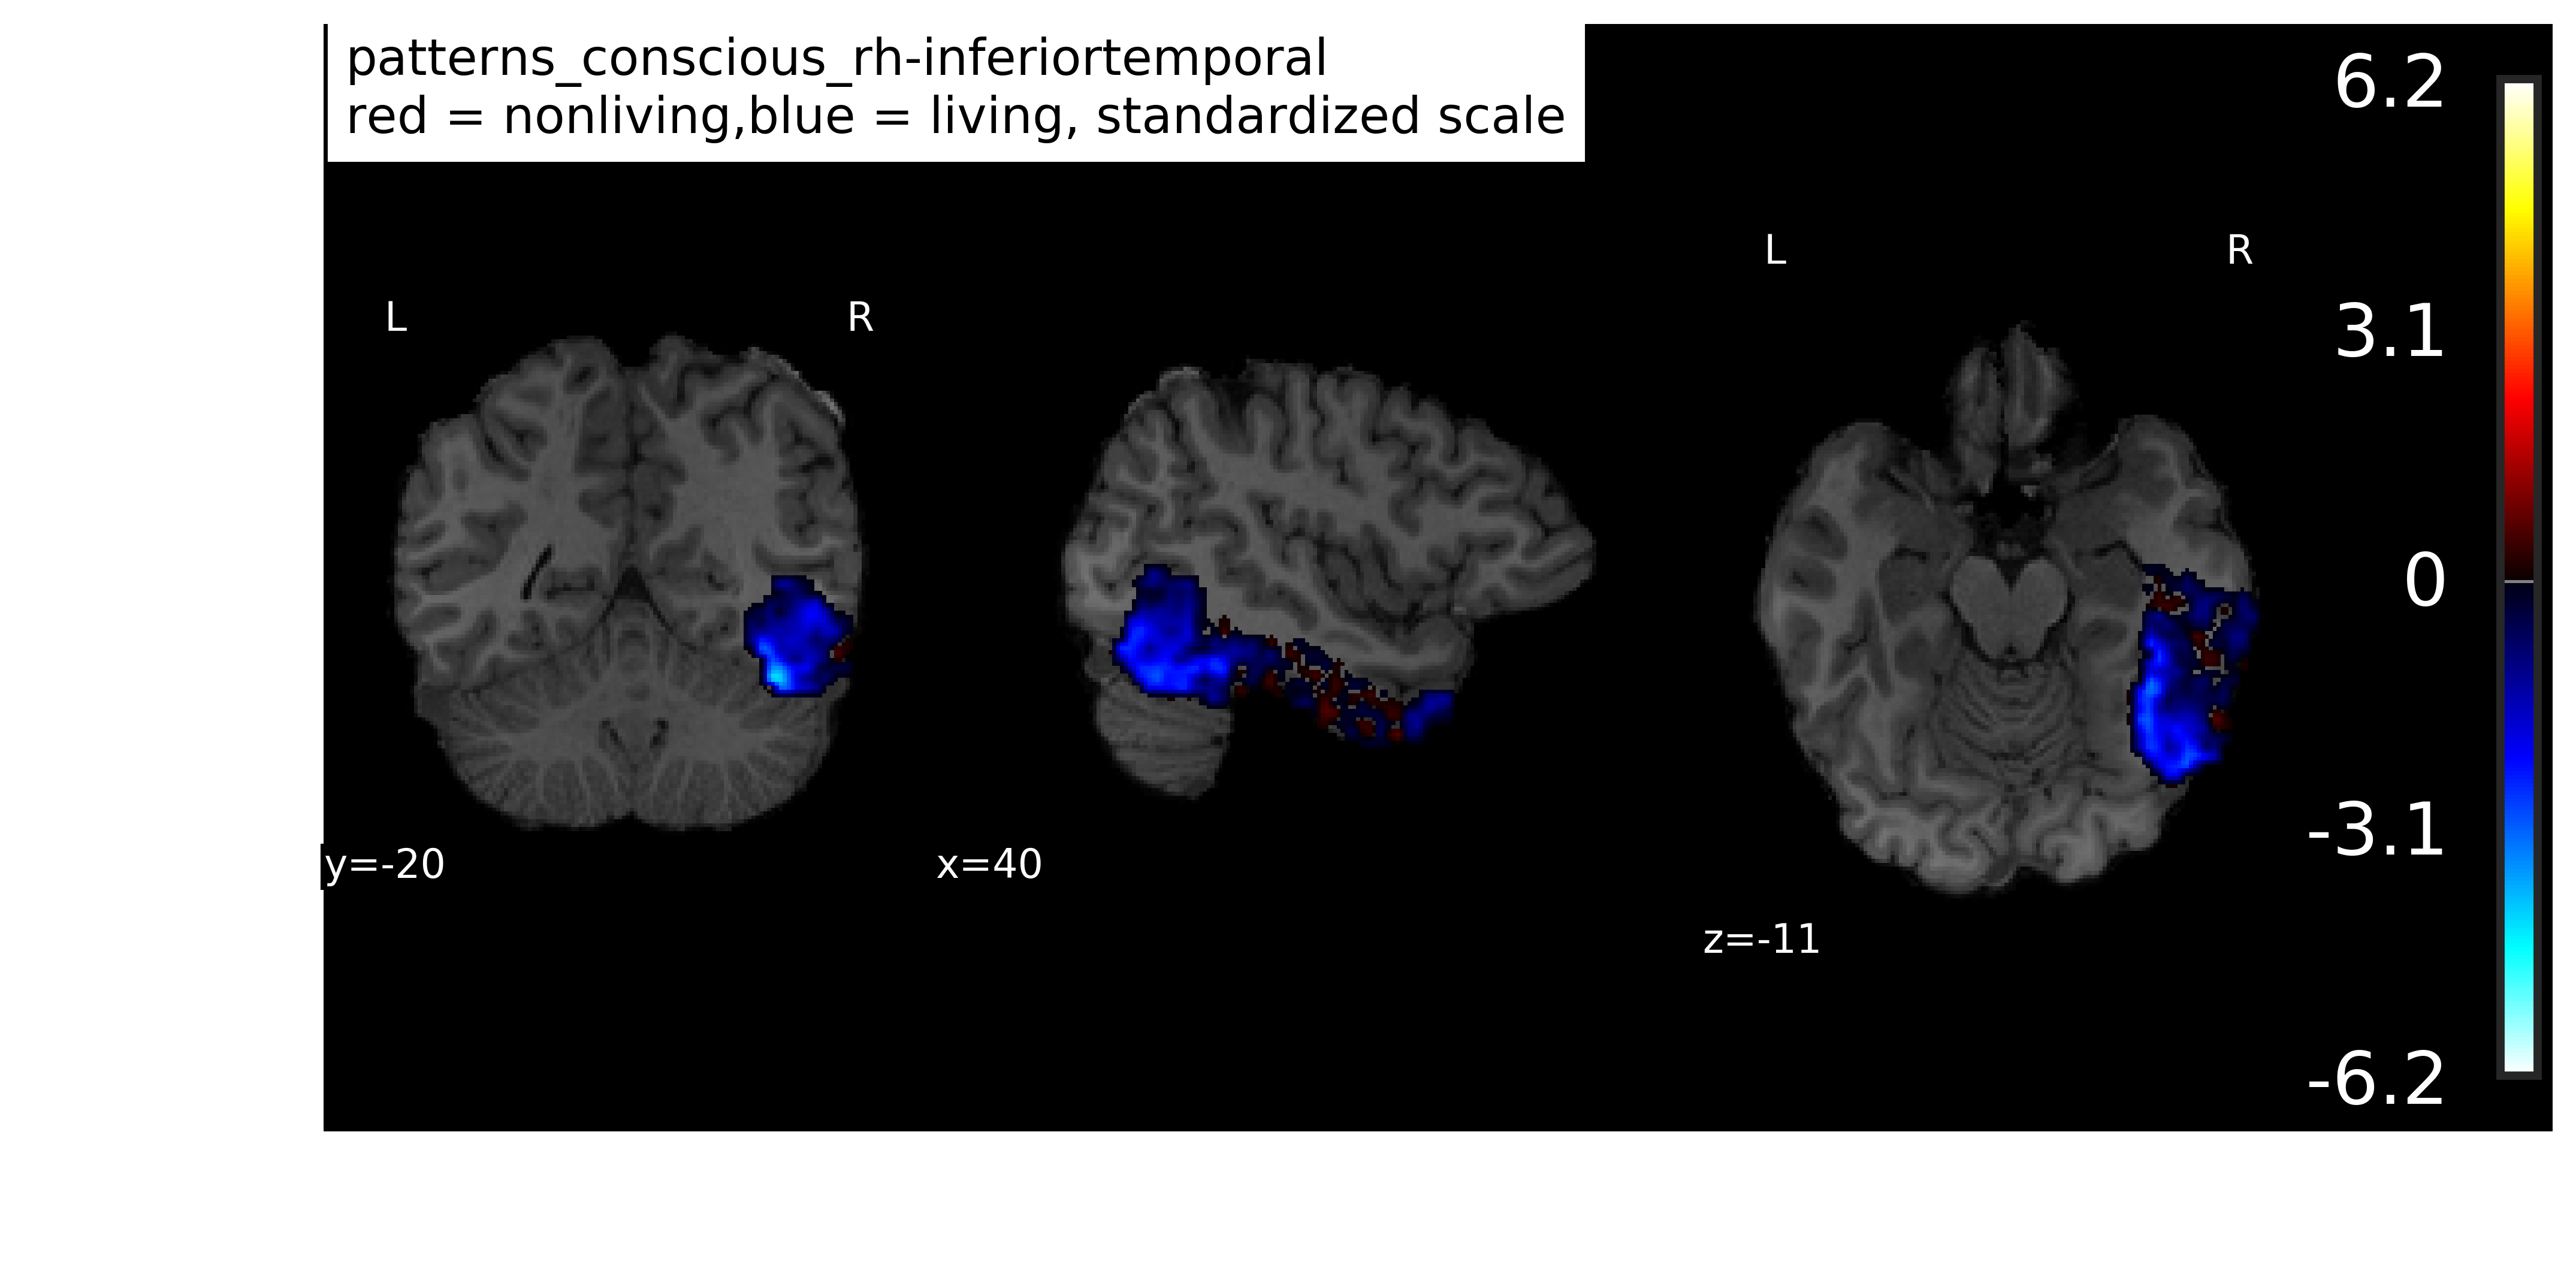 patterns_conscious_rh-inferiortemporal
red = nonliving,blue = living, standardized scale
6.2
3.1
0
-3.1
-6.2
L
R
y=-20
x=40
L
R
z=-11